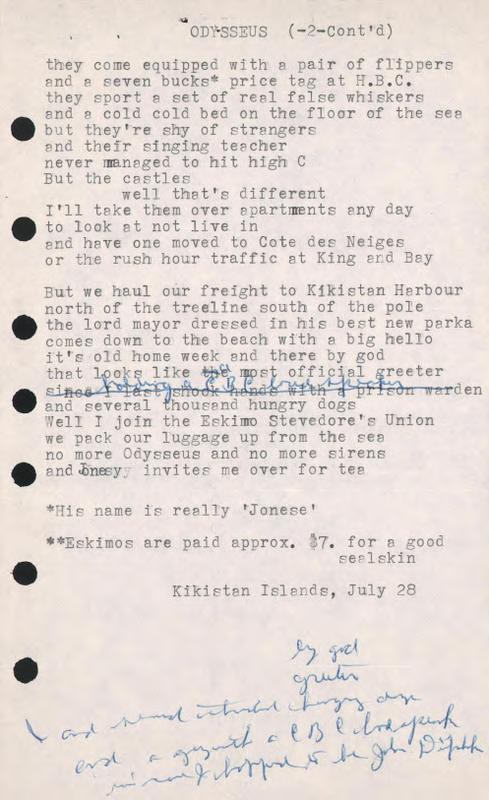 ODYSSEUS (-2-Cont'd)
they come equipped with a pair of flippers
and a seven bucks* price tag at H.B.C.
they sport a set of real false whiskers
and a cold cold bed on the floor of the sea
but they're shy of strangers
and their singing teacher
never managed to hit high C
But the castles
well that's different
I'll take them over apartments any day
to look at not live in
and have one moved to Cote des Neiges
or the rush hour traffic at King and Bay
But we haul our freight to Kikistan Harbour
north of the treeline south of the pole
the lord mayor dressed in his best new parka
comes down to the beach with a big hello
it's old home week and there by god
that looks like the most official greeter
since I last shook hands with a prison warden
and several thousand hungry dogs
Well I join the Eskimo Stevedore's Union
we pack our luggage up from the sea
no more Odysseus and no more sirens
and Jonesy invites me over for tea
*His name is really 'Jonese'
**Eskimos are paid approx. $7. for a good
sealskin
Kikistan Islands, July 28
by god
greeter
and hungry dogs
and a guy with a CBC
to be John